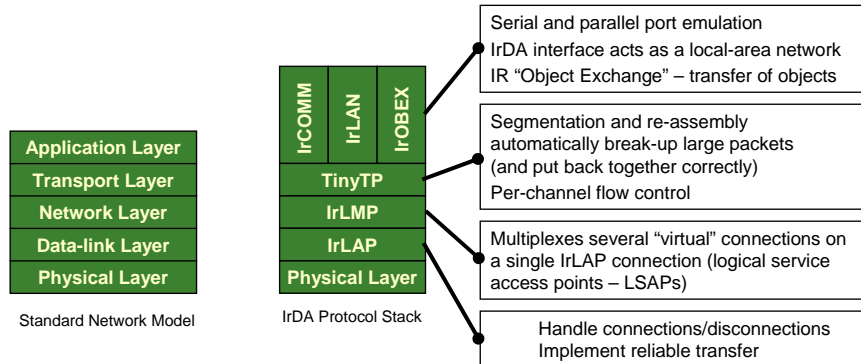 Serial and parallel port emulation
IrDA interface acts as a local-area network
IR “Object Exchange” – transfer of objects
IrCOMM
IrLAN
IrOBEX
Segmentation and re-assembly
automatically break-up large packets
(and put back together correctly)
Per-channel flow control
Application Layer
Transport Layer
Network Layer
Data-link Layer
Physical Layer
Standard Network Model
TinyTP
IrLMP
IrLAP
Physical Layer
IrDA Protocol Stack
Multiplexes several “virtual” connections on
a single IrLAP connection (logical service
access points – LSAPs)
Handle connections/disconnections
Implement reliable transfer